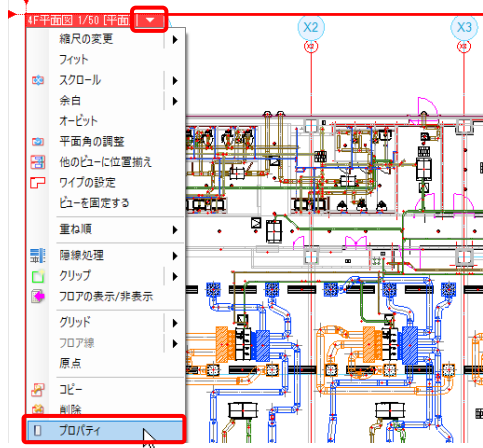 4F平面図 1/50 [平面]
X2
X3
縮尺の変更
フィット
スクロール
余白
オービット
平面角の調整
他のビューに位置揃え
ワイプの設定
ビューを固定する
重ね順
隠線処理
クリップ
フロアの表示/非表示
グリッド
フロア線
原点
コピー
削除
プロパティ